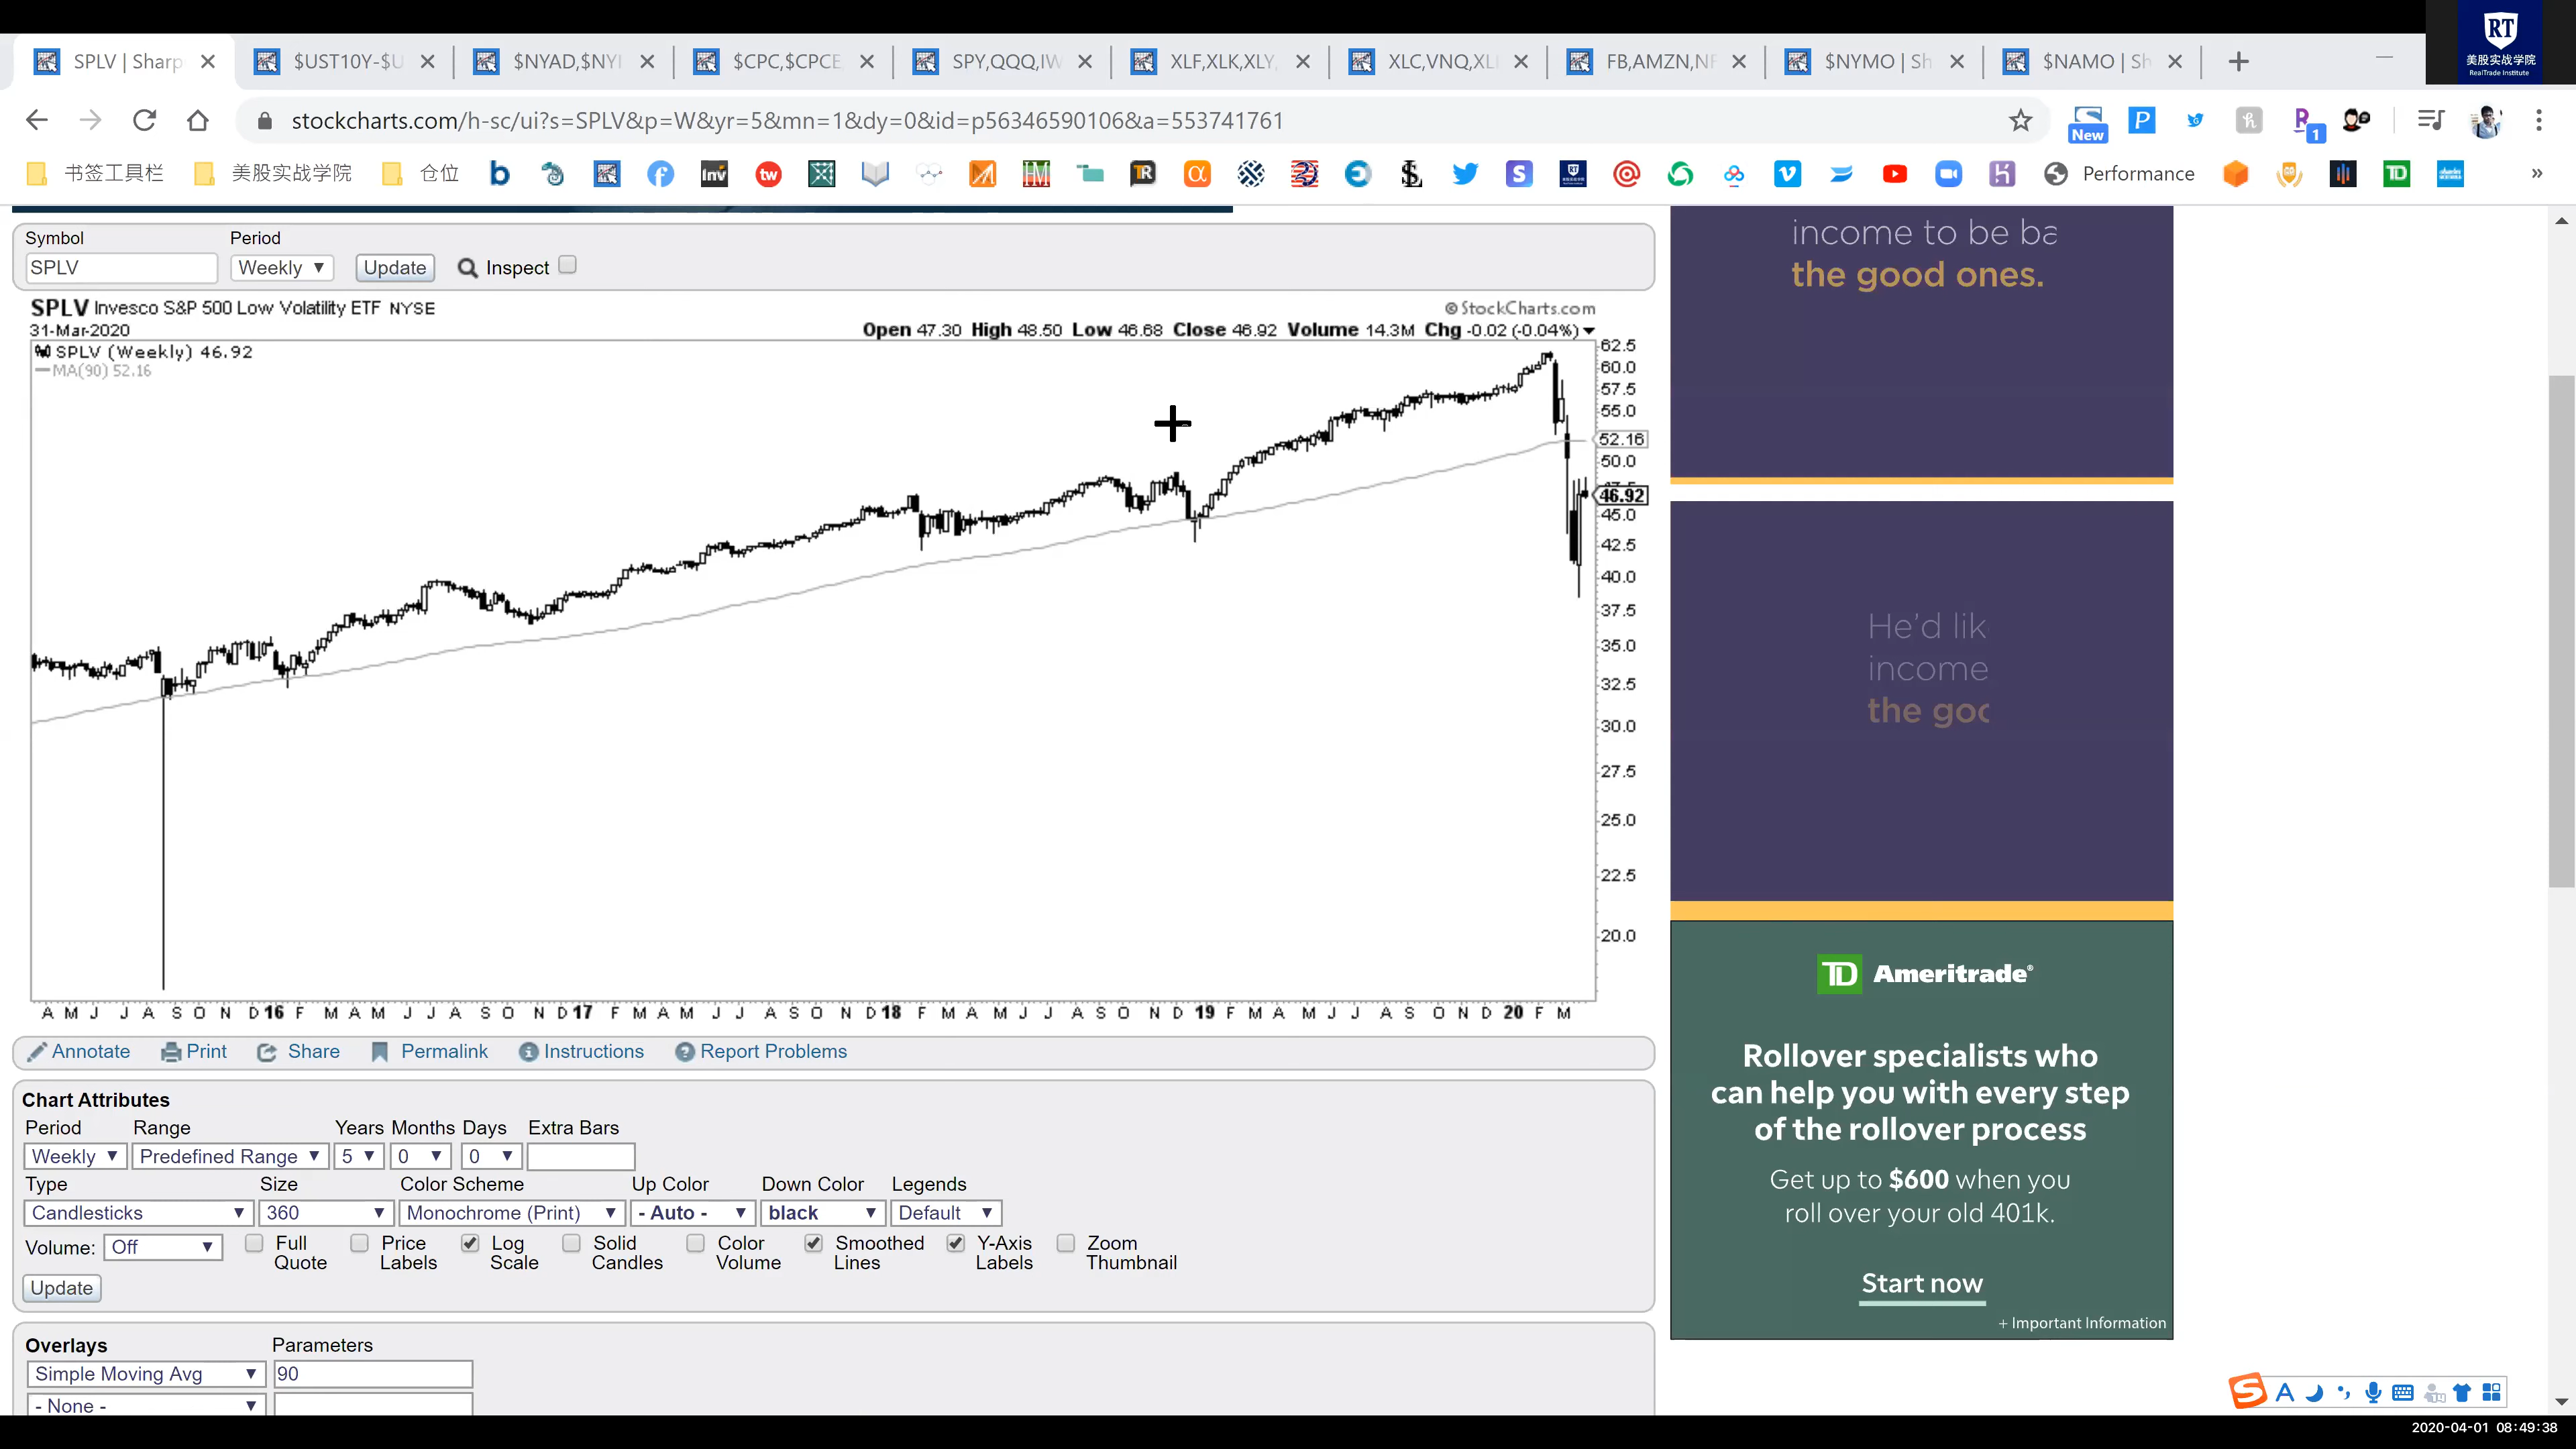 RT
美股实战学院
RealTrade Institute
SPLV | Sharp
$UST10Y-$U
$NYAD,$NYI
$CPC,$CPCE
SPY,QQQ,IW
XLF,XLK,XLY,
XLC,VNQ,XLI
FB,AMZN,NF
$NYMO | Sh
$NAMO | Sh
stockcharts.com/h-sc/ui?s=SPLV&p=W&yr=5&mn=1&dy=0&id=p56346590106&a=553741761
New
1
书签工具栏
美股实战学院
仓位
Performance
Symbol
Period
SPLV
Weekly
Update
Inspect
SPLV Invesco S&P 500 Low Volatility ETF NYSE
© StockCharts.com
31-Mar-2020
Open 47.30 High 48.50 Low 46.68 Close 46.92 Volume 14.3M Chg -0.02 (-0.04%)
SPLV (Weekly) 46.92
MA(90) 52.16
62.5
60.0
57.5
55.0
52.16
50.0
46.92
45.0
42.5
40.0
37.5
35.0
32.5
30.0
27.5
25.0
22.5
20.0
A M J J A S O N D 16 F M A M J J A S O N D 17 F M A M J J A S O N D 18 F M A M J J A S O N D 19 F M A M J J A S O N D 20 F M
Annotate
Print
Share
Permalink
Instructions
Report Problems
Chart Attributes
Period Range Years Months Days Extra Bars
Weekly Predefined Range 5 0 0
Type Size Color Scheme Up Color Down Color Legends
Candlesticks 360 Monochrome (Print) - Auto - black Default
Volume: Off
Full Quote
Price Labels
Log Scale
Solid Candles
Color Volume
Smoothed Lines
Y-Axis Labels
Zoom Thumbnail
Update
Overlays Parameters
Simple Moving Avg 90
- None -
income to be ba
the good ones.
He'd lik
income
the goo
TD Ameritrade®
Rollover specialists who
can help you with every step
of the rollover process
Get up to $600 when you
roll over your old 401k.
Start now
+ Important Information
2020-04-01 08:49:38